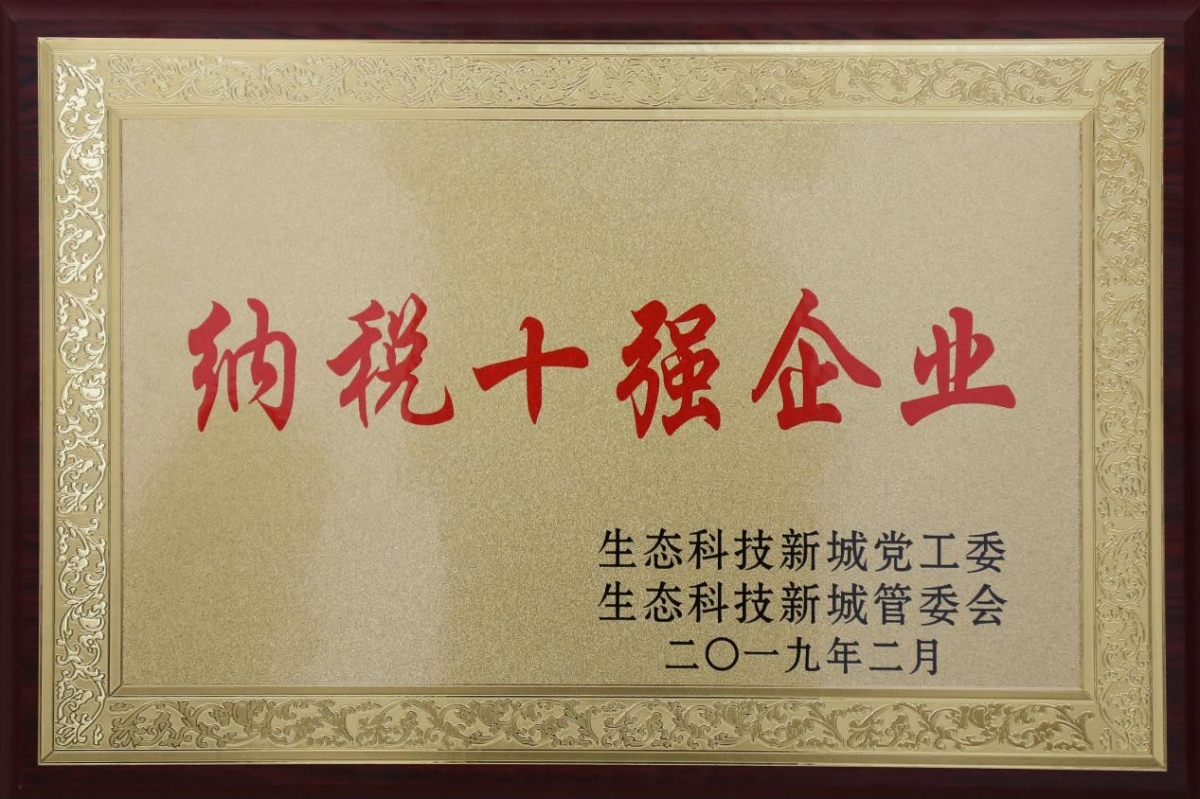 纳税十强企业
生态科技新城党工委
生态科技新城管委会
二〇一九年二月